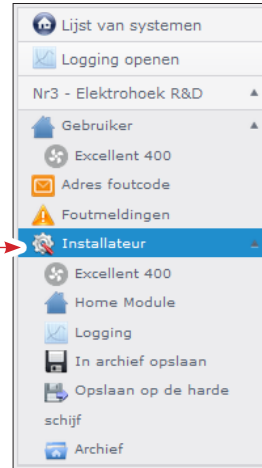 Lijst van systemen
Logging openen
Nr3 - Elektrohoek R&D
Gebruiker
Excellent 400
Adres foutcode
Foutmeldingen
Installateur
Excellent 400
Home Module
Logging
In archief opslaan
Opslaan op de harde
schijf
Archief